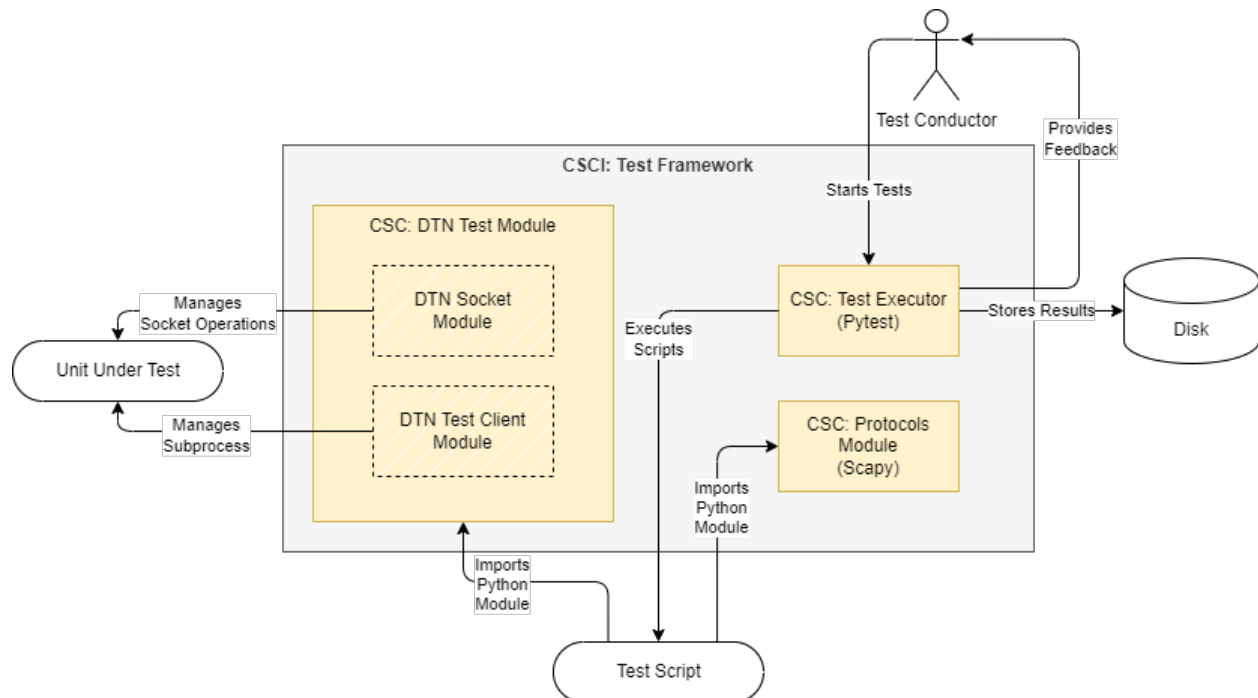 Test Conductor
Provides
Feedback
CSCI: Test Framework
Starts Tests
CSC: DTN Test Module
DTN Socket
Module
Manages
Socket Operations
CSC: Test Executor
(Pytest)
Stores Results
Disk
Executes
Scripts
Unit Under Test
DTN Test Client
Module
Manages
Subprocess
CSC: Protocols
Module
(Scapy)
Imports
Python
Module
Imports
Python
Module
Test Script